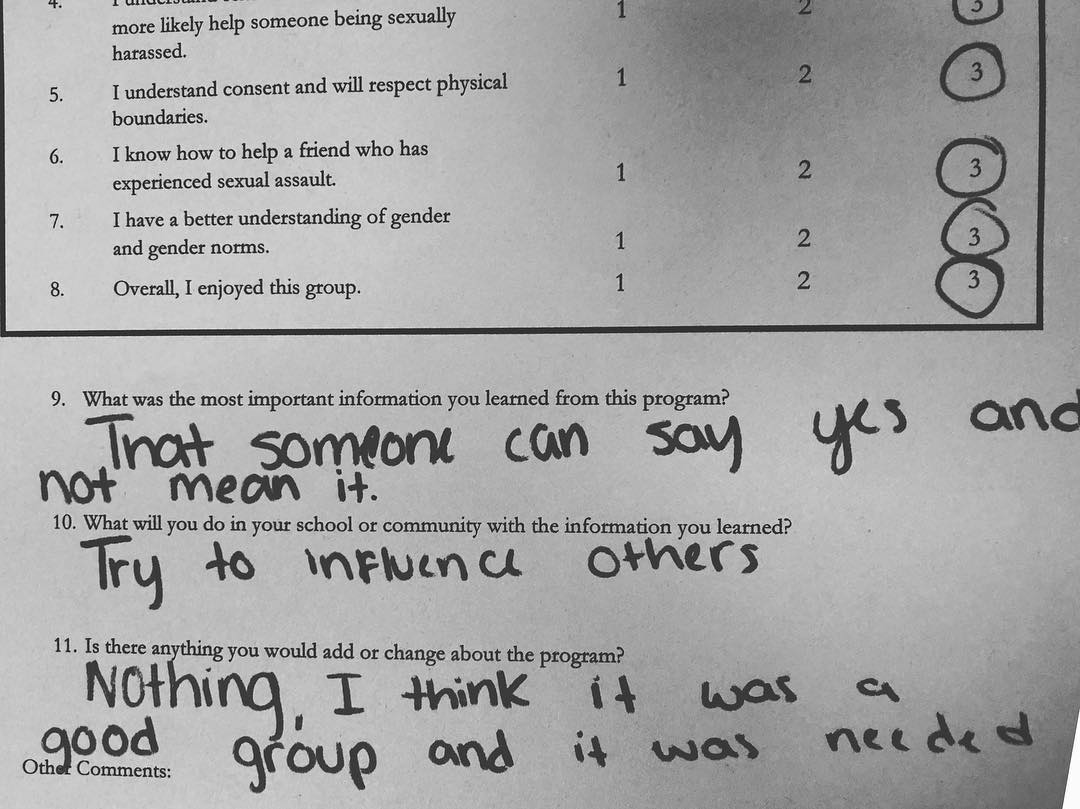 4. 1 2 3
more likely help someone being sexually
harassed.
5. I understand consent and will respect physical 1 2 3
boundaries.
6. I know how to help a friend who has
experienced sexual assault. 1 2 3
7. I have a better understanding of gender
and gender norms. 1 2 3
8. Overall, I enjoyed this group. 1 2 3
9. What was the most important information you learned from this program?
That someone can say yes and
not mean it.
10. What will you do in your school or community with the information you learned?
Try to influence others
11. Is there anything you would add or change about the program?
Nothing, I think it was a
good group and it was needed
Other Comments: